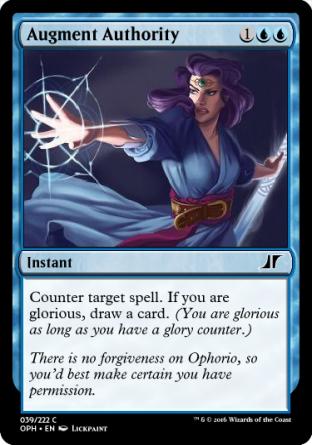 Augment Authority 1
Instant
Counter target spell. If you are
glorious, draw a card. (You are glorious
as long as you have a glory counter.)
There is no forgiveness on Ophorio, so
you'd best make certain you have
permission.
039/222 C
OPH • EN LICKPAINT
™ & © 2016 Wizards of the Coast